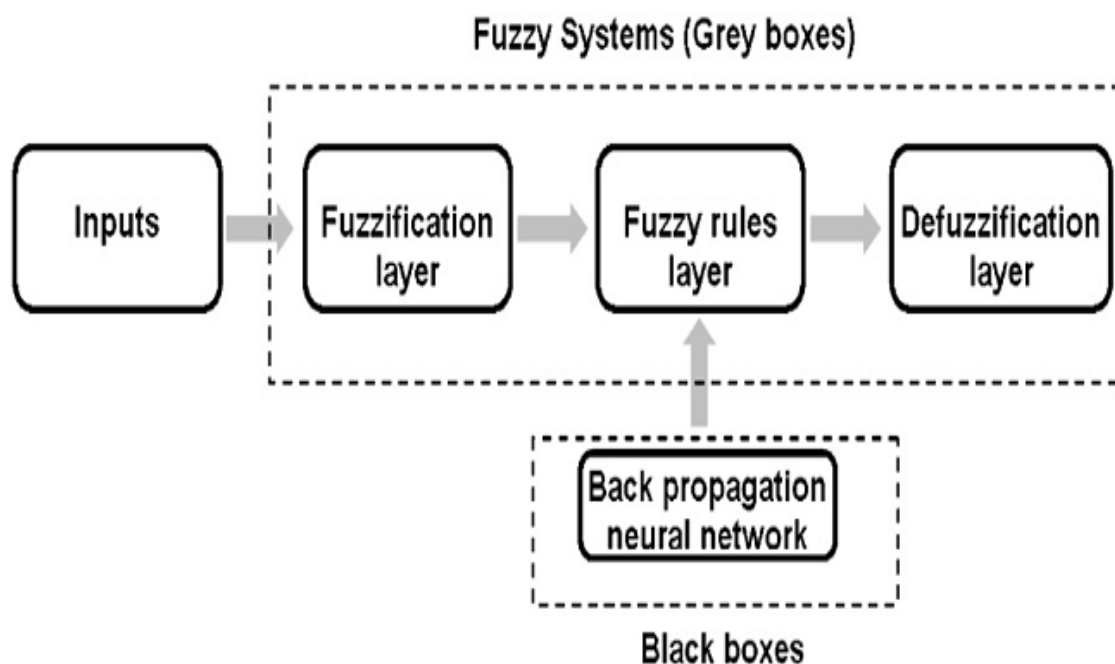 Fuzzy Systems (Grey boxes)
Inputs
Fuzzification
layer
Fuzzy rules
layer
Defuzzification
layer
Back propagation
neural network
Black boxes